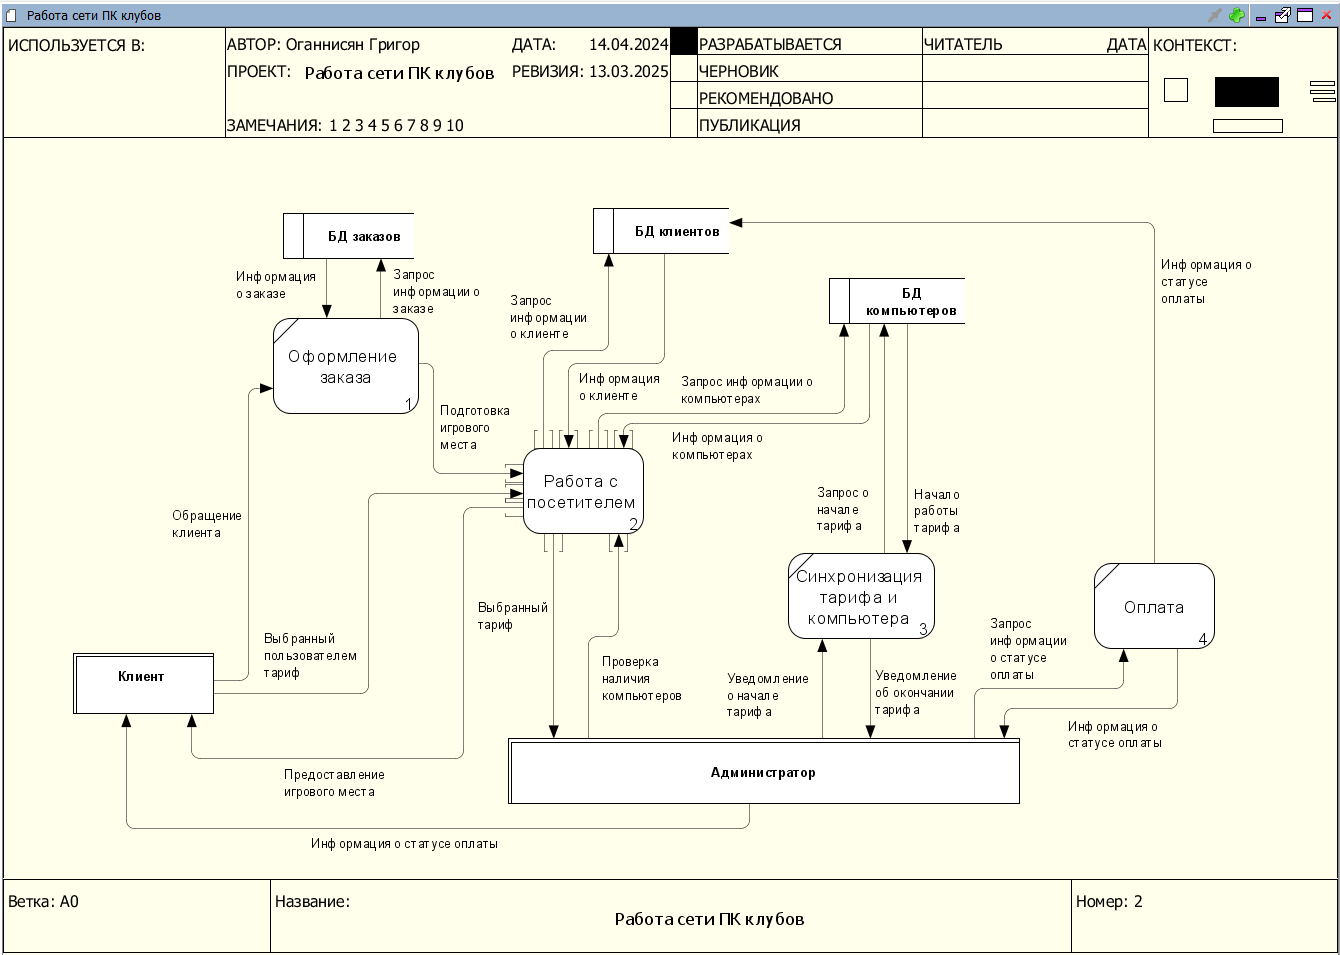 Работа сети ПК клубов
ИСПОЛЬЗУЕТСЯ В:
АВТОР: Оганнисян Григор
ДАТА: 14.04.2024
ПРОЕКТ: Работа сети ПК клубов
РЕВИЗИЯ: 13.03.2025
ЗАМЕЧАНИЯ: 1 2 3 4 5 6 7 8 9 10
РАЗРАБАТЫВАЕТСЯ
ЧЕРНОВИК
РЕКОМЕНДОВАНО
ПУБЛИКАЦИЯ
ЧИТАТЕЛЬ
ДАТА
КОНТЕКСТ:
БД заказов
БД клиентов
БД
компьютеров
Информация
о заказе
Запрос
информации о
заказе
Запрос
информации
о клиенте
Информация о
статусе
оплаты
Оформление
заказа
1
Информация
о клиенте
Запрос информации о
компьютерах
Подготовка
игрового
места
Информация о
компьютерах
Работа с
посетителем
2
Обращение
клиента
Запрос о
начале
тарифа
Начало
работы
тарифа
Синхронизация
тарифа и
компьютера
3
Оплата
4
Выбранный
тариф
Выбранный
пользователем
тариф
Запрос
информации
о статусе
оплаты
Проверка
наличия
компьютеров
Уведомление
о начале
тарифа
Уведомление
об окончании
тарифа
Клиент
Информация о
статусе оплаты
Администратор
Предоставление
игрового места
Информация о статусе оплаты
Ветка: A0
Название:
Работа сети ПК клубов
Номер: 2